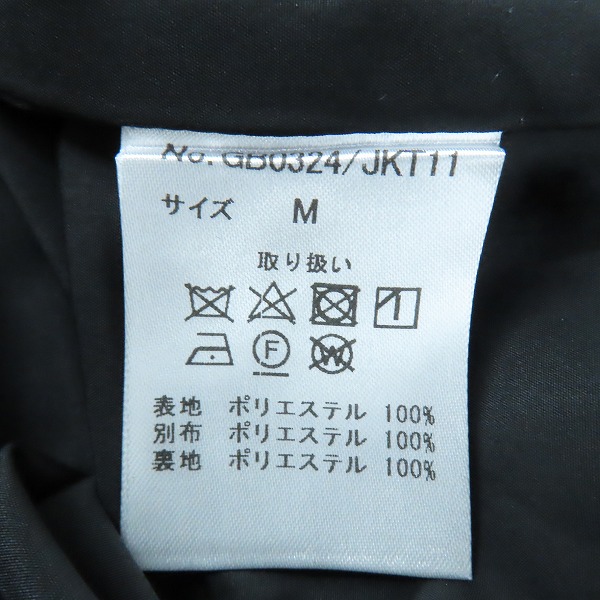 No. GB0324/JKT11
サイズ M
取り扱い
F W
表地 ポリエステル 100%
別布 ポリエステル 100%
裏地 ポリエステル 100%